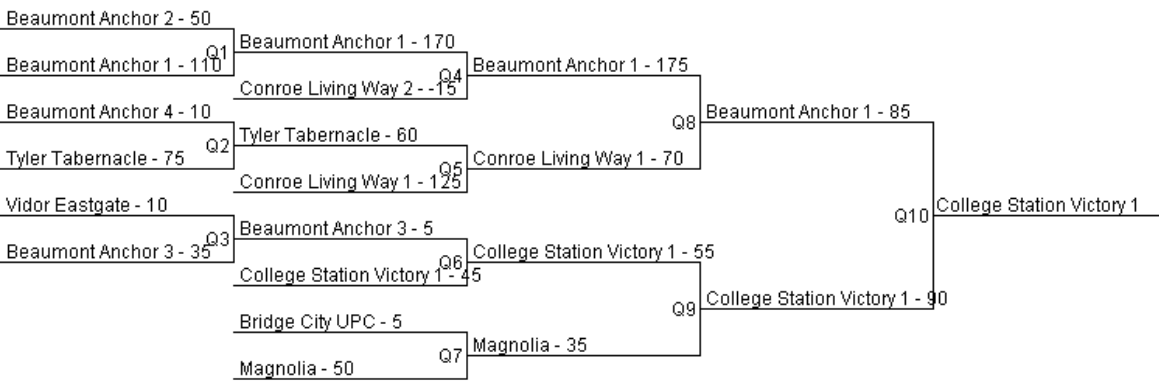 Beaumont Anchor 2 - 50
Q1
Beaumont Anchor 1 - 110
Beaumont Anchor 4 - 10
Q2
Tyler Tabernacle - 75
Vidor Eastgate - 10
Q3
Beaumont Anchor 3 - 35
Beaumont Anchor 1 - 170
Q4
Conroe Living Way 2 - -15
Tyler Tabernacle - 60
Q5
Conroe Living Way 1 - 125
Beaumont Anchor 3 - 5
Q6
College Station Victory 1 - 45
Bridge City UPC - 5
Q7
Magnolia - 50
Beaumont Anchor 1 - 175
Q8
Conroe Living Way 1 - 70
College Station Victory 1 - 55
Q9
Magnolia - 35
Beaumont Anchor 1 - 85
Q10
College Station Victory 1 - 90
College Station Victory 1